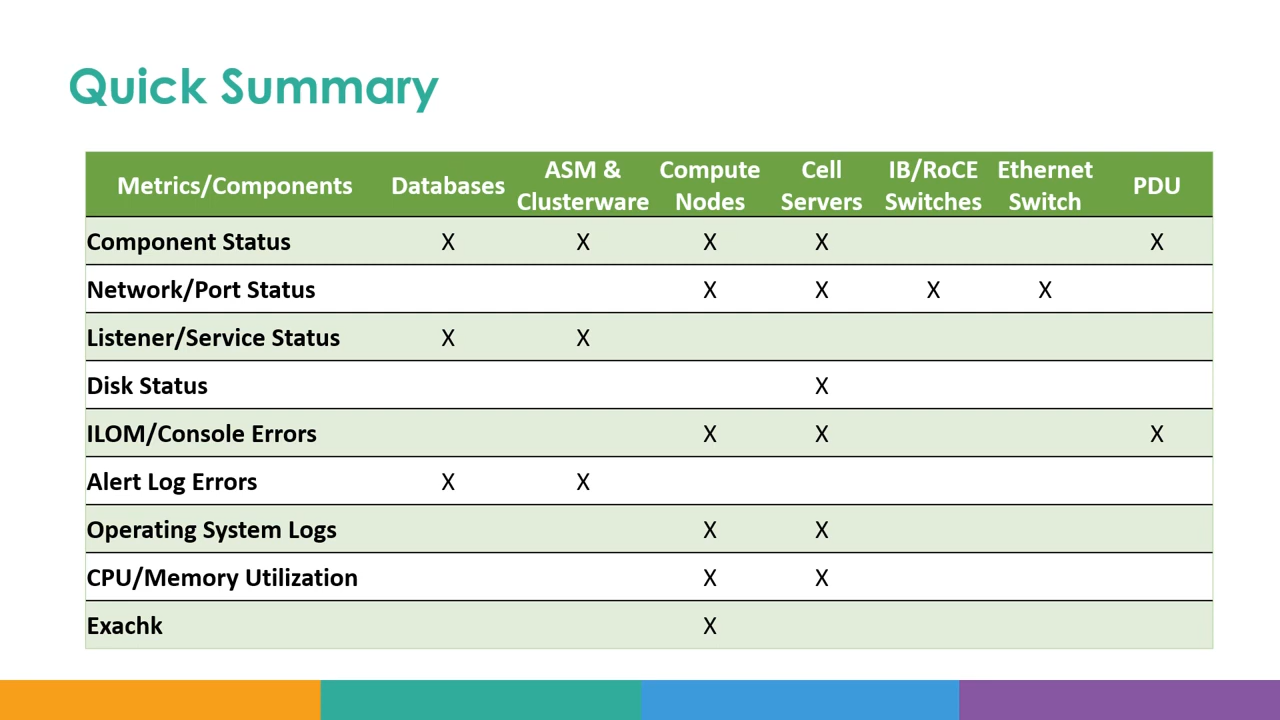 Quick Summary
Metrics/Components Databases ASM & Clusterware Compute Nodes Cell Servers IB/RoCE Switches Ethernet Switch PDU
Component Status X X X X X
Network/Port Status X X X X
Listener/Service Status X X
Disk Status X
ILOM/Console Errors X X X
Alert Log Errors X X
Operating System Logs X X
CPU/Memory Utilization X X
Exachk X